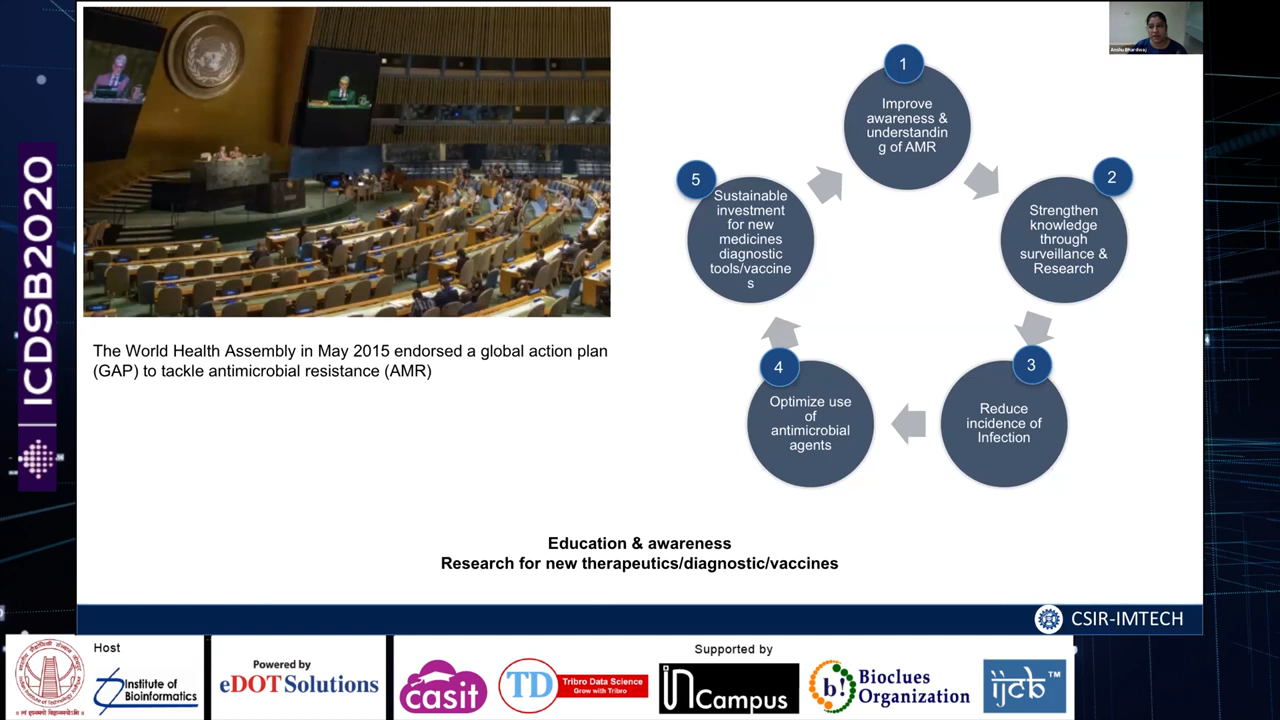 ICDSB2020
The World Health Assembly in May 2015 endorsed a global action plan
(GAP) to tackle antimicrobial resistance (AMR)
1
Improve
awareness &
understandin
g of AMR
2
Strengthen
knowledge
through
surveillance &
Research
3
Reduce
incidence of
Infection
4
Optimize use
of
antimicrobial
agents
5
Sustainable
investment
for new
medicines
diagnostic
tools/vaccine
s
Anshu Bhardwaj
Education & awareness
Research for new therapeutics/diagnostic/vaccines
CSIR-IMTECH
Host
Institute of
Bioinformatics
Powered by
eDOT Solutions
Supported by
casit
TD
Tribro Data Science
Grow with Tribro
inCampus
b!
Bioclues
Organization
ijcb™